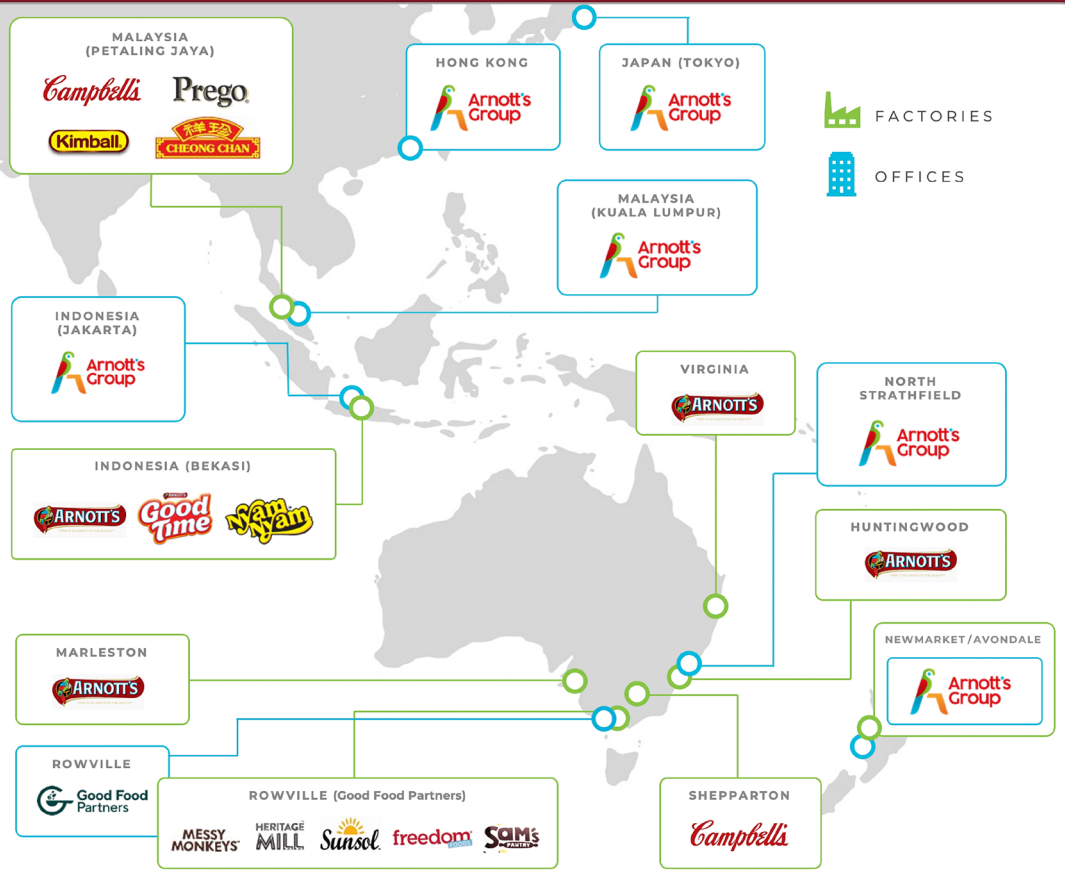 MALAYSIA
(PETALING JAYA)
Campbell's
Prego
Kimball
祥珍
CHEONG CHAN
HONG KONG
Arnott's
Group
JAPAN (TOKYO)
Arnott's
Group
FACTORIES
OFFICES
MALAYSIA
(KUALA LUMPUR)
Arnott's
Group
INDONESIA
(JAKARTA)
Arnott's
Group
VIRGINIA
ARNOTT'S
NORTH
STRATHFIELD
Arnott's
Group
INDONESIA (BEKASI)
ARNOTT'S
Good
Time
Nyam
Nyam
HUNTINGWOOD
ARNOTT'S
MARLESTON
ARNOTT'S
NEWMARKET/AVONDALE
Arnott's
Group
ROWVILLE
Good Food
Partners
ROWVILLE (Good Food Partners)
MESSY
MONKEYS
HERITAGE
MILL
Sunsol
freedom
FOODS
SAM's
PANTRY
SHEPPARTON
Campbell's